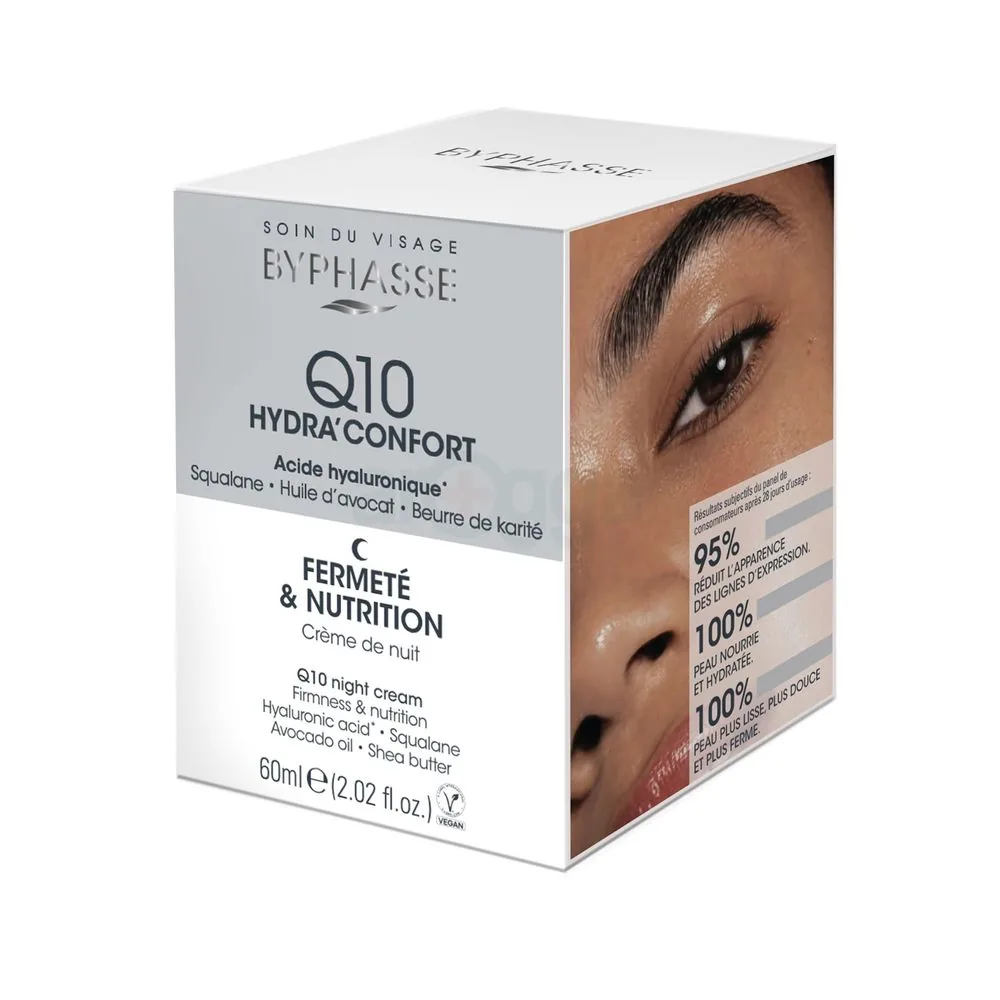 BYPHASSE
SOIN DU VISAGE
BYPHASSE
Q10
HYDRA'CONFORT
Acide hyaluronique*
Squalane • Huile d'avocat • Beurre de karité
FERMETÉ
& NUTRITION
Crème de nuit
Q10 night cream
Firmness & nutrition
Hyaluronic acid* • Squalane
Avocado oil • Shea butter
60ml e (2.02 fl.oz.)
VEGAN
Résultats subjectifs du panel de
consommateurs après 28 jours d'usage :
95%
RÉDUIT L'APPARENCE
DES LIGNES D'EXPRESSION.
100%
PEAU NOURRIE
ET HYDRATÉE.
100%
PEAU PLUS LISSE, PLUS DOUCE
ET PLUS FERME.